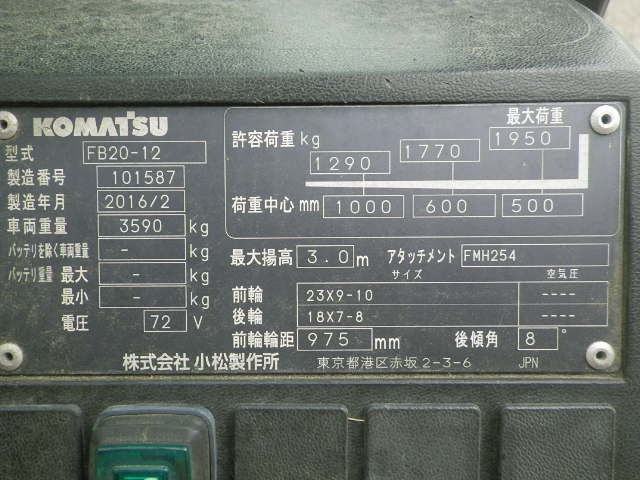 KOMATSU
型式 FB20-12
製造番号 101587
製造年月 2016/2
車両重量 3590 kg
バッテリを除く車両重量 - kg
バッテリ重量 最大 - kg
最小 - kg
電圧 72 V
最大荷重
許容荷重 kg 1290 1770 1950
荷重中心 mm 1000 600 500
最大揚高 3.0 m アタッチメント FMH254
サイズ 空気圧
前輪 23X9-10 ----
後輪 18X7-8 ----
前輪輪距 975 mm 後傾角 8 °
株式会社 小松製作所 東京都港区赤坂 2-3-6 JPN